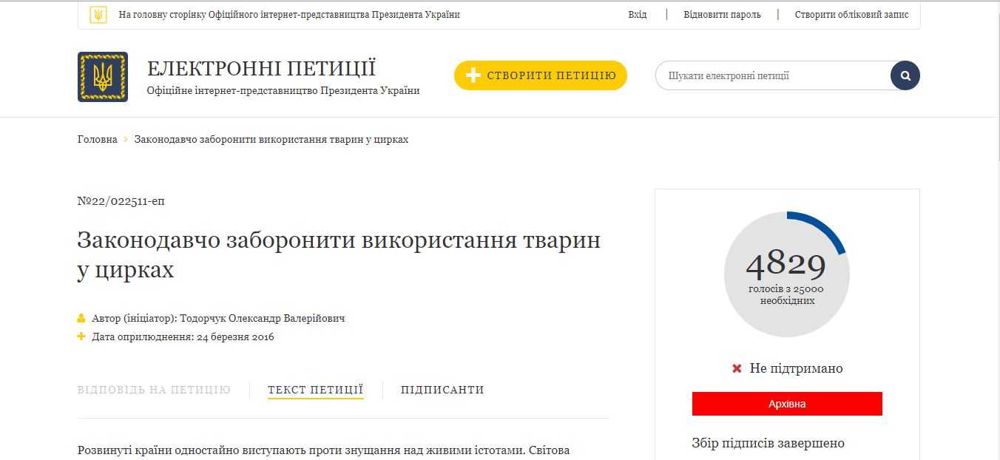 На головну сторінку Офіційного інтернет-представництва Президента України
Вхід
Відновити пароль
Створити обліковий запис
ЕЛЕКТРОННІ ПЕТИЦІЇ
Офіційне інтернет-представництво Президента України
СТВОРИТИ ПЕТИЦІЮ
Шукати електронні петиції
Головна
Законодавчо заборонити використання тварин у цирках
№22/022511-еп
Законодавчо заборонити використання тварин
у цирках
Автор (ініціатор): Тодорчук Олександр Валерійович
Дата оприлюднення: 24 березня 2016
ВІДПОВІДЬ НА ПЕТИЦІЮ
ТЕКСТ ПЕТИЦІЇ
ПІДПИСАНТИ
Розвинуті країни одностайно виступають проти знущання над живими істотами. Світова
4829
голосів з 25000
необхідних
Не підтримано
Архівна
Збір підписів завершено